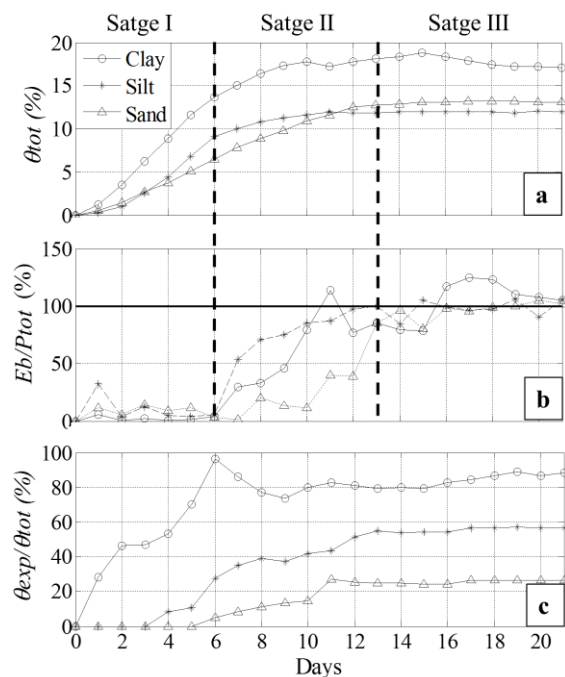 Satge I Satge II Satge III
20
15
10
5
0
θtot (%)
Clay
Silt
Sand
a
150
100
50
0
Eb/Ptot (%)
b
100
80
60
40
20
0
θexp/θtot (%)
c
0 2 4 6 8 10 12 14 16 18 20
Days